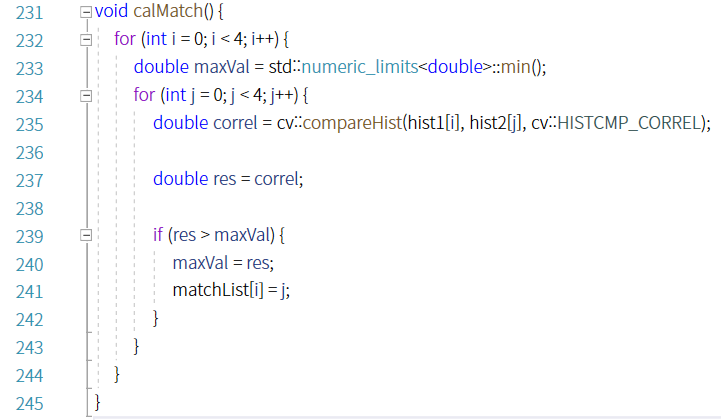 231 void calMatch() {
232 for (int i = 0; i < 4; i++) {
233 double maxVal = std::numeric_limits<double>::min();
234 for (int j = 0; j < 4; j++) {
235 double correl = cv::compareHist(hist1[i], hist2[j], cv::HISTCMP_CORREL);
236
237 double res = correl;
238
239 if (res > maxVal) {
240 maxVal = res;
241 matchList[i] = j;
242 }
243 }
244 }
245 }